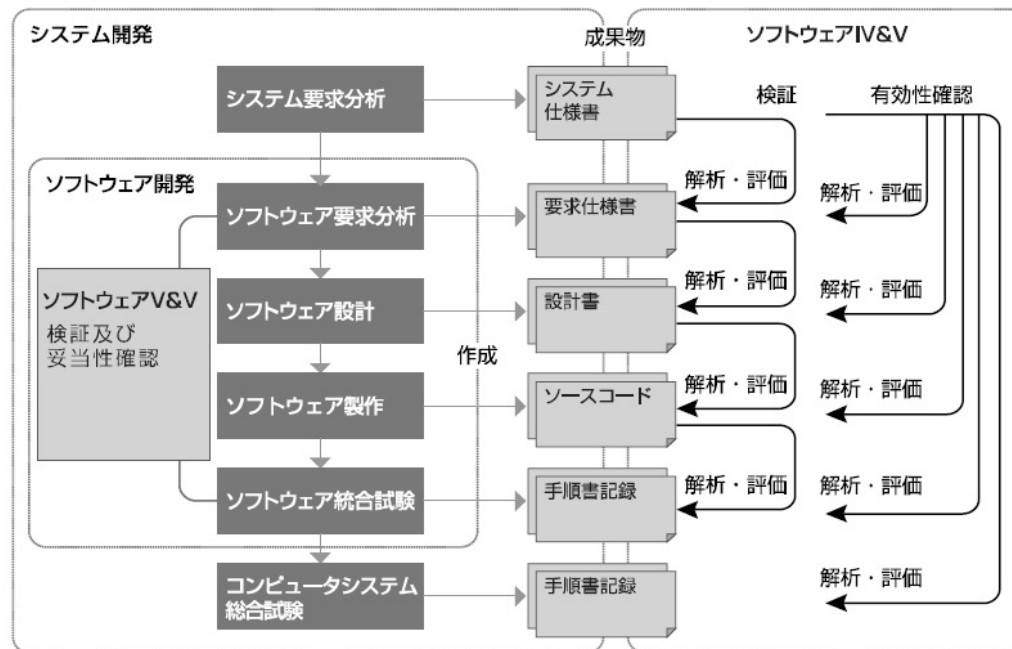 システム開発
成果物
ソフトウェアIV&V
システム要求分析
システム
仕様書
検証
有効性確認
ソフトウェア開発
解析・評価
解析・評価
ソフトウェア要求分析
要求仕様書
ソフトウェアV&V
検証及び
妥当性確認
ソフトウェア設計
設計書
解析・評価
解析・評価
作成
ソフトウェア製作
ソースコード
解析・評価
解析・評価
ソフトウェア統合試験
手順書記録
解析・評価
解析・評価
コンピュータシステム
総合試験
手順書記録
解析・評価